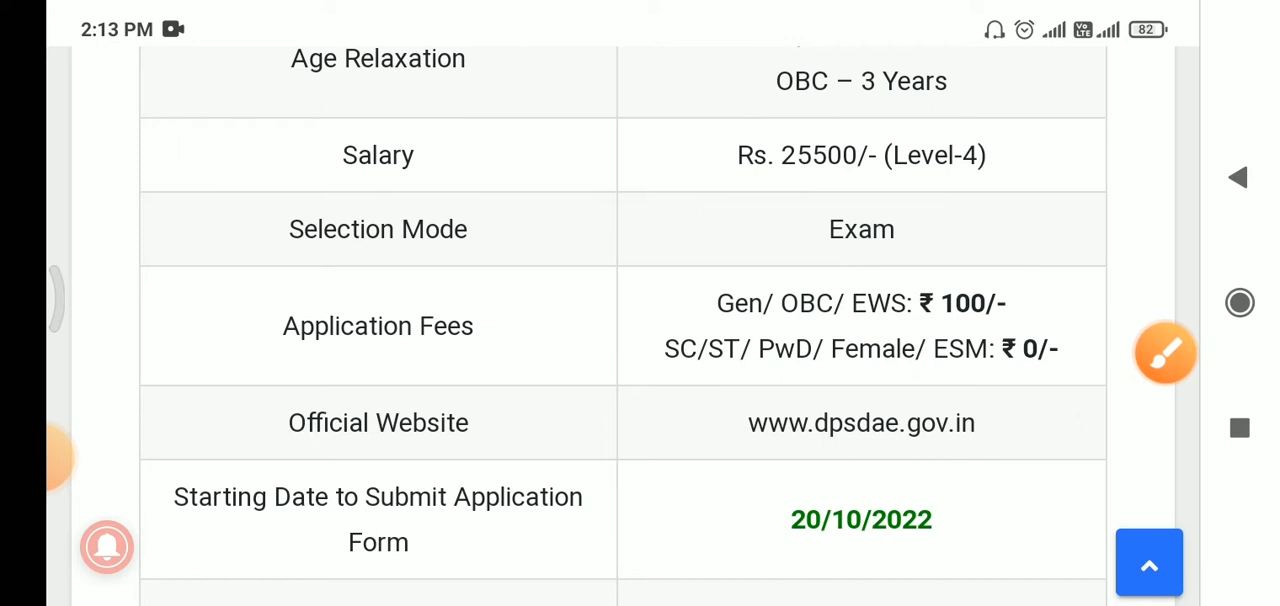 2:13 PM
Vo LTE
82
Age Relaxation
OBC – 3 Years
Salary
Rs. 25500/- (Level-4)
Selection Mode
Exam
Application Fees
Gen/ OBC/ EWS: ₹ 100/-
SC/ST/ PwD/ Female/ ESM: ₹ 0/-
Official Website
www.dpsdae.gov.in
Starting Date to Submit Application
Form
20/10/2022